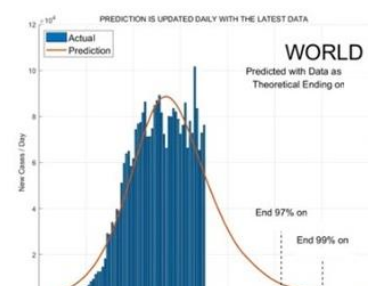 PREDICTION IS UPDATED DAILY WITH THE LATEST DATA
12 ×10⁴
Actual
Prediction
WORLD
Predicted with Data as
Theoretical Ending on
10
8
6
4
2
New Cases / Day
End 97% on
End 99% on